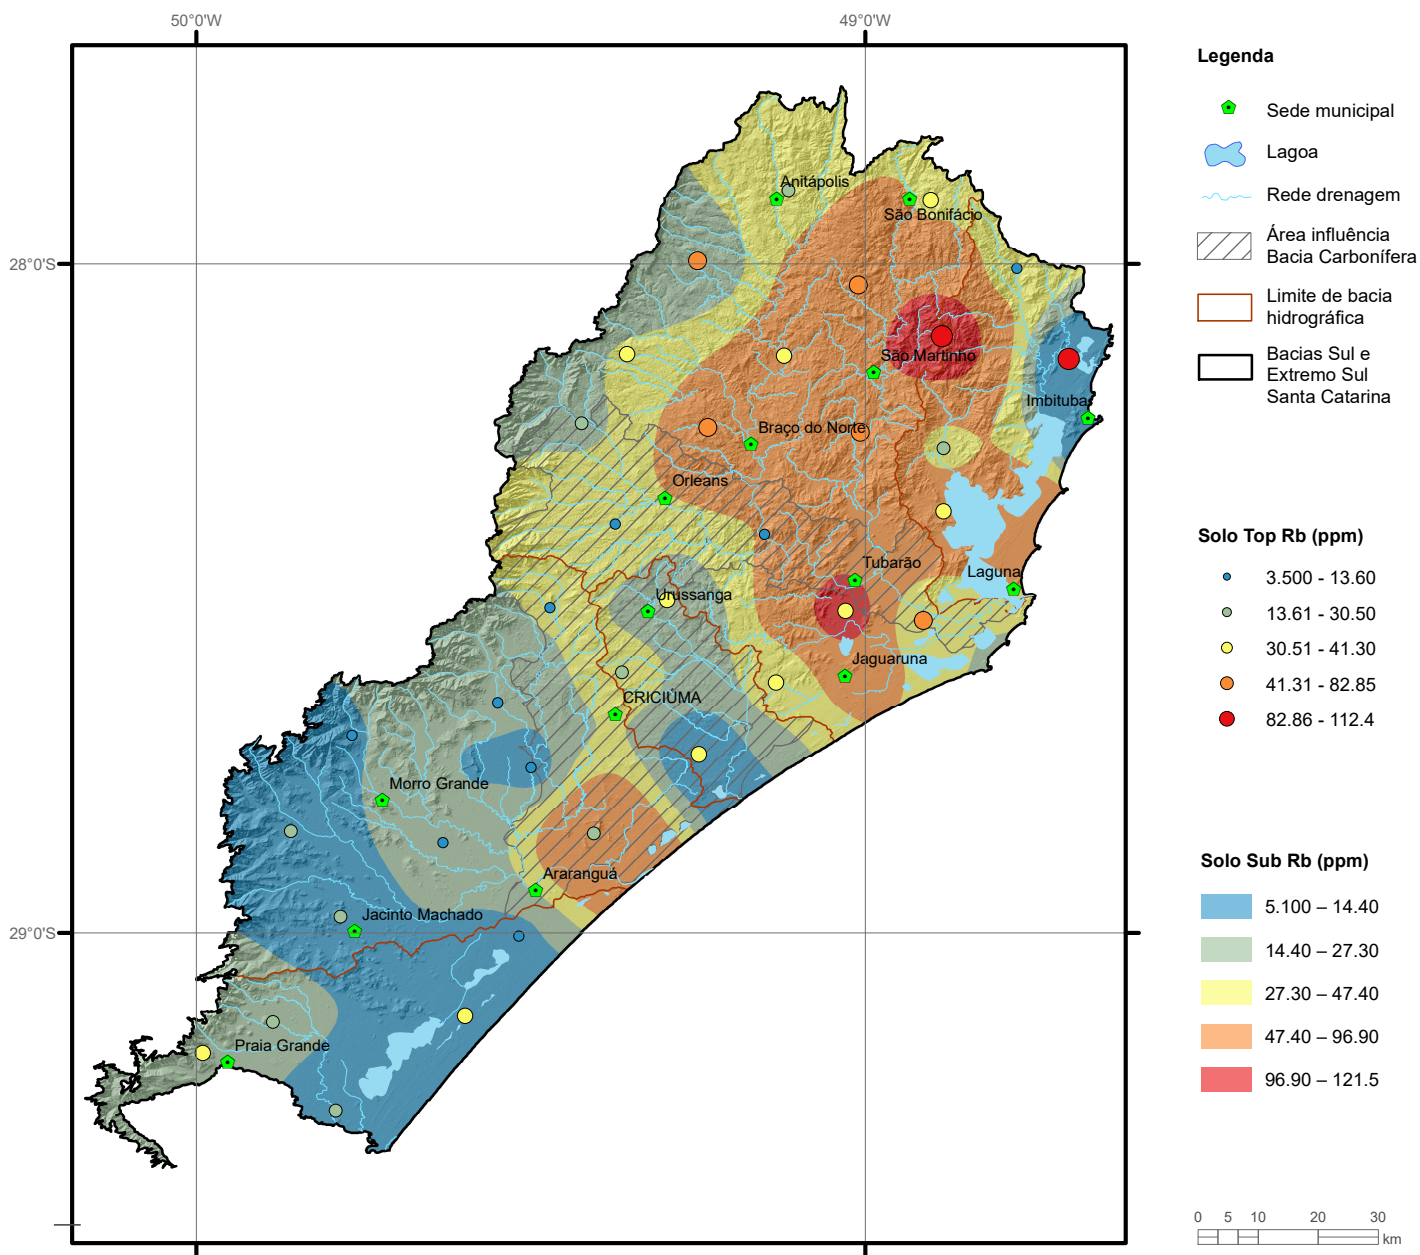 50°0'W
49°0'W
28°0'S
29°0'S
Anitápolis
São Bonifácio
São Martinho
Imbituba
Braço do Norte
Orleans
Tubarão
Laguna
Urussanga
Jaguaruna
CRICIÚMA
Morro Grande
Araranguá
Jacinto Machado
Praia Grande
Legenda
Sede municipal
Lagoa
Rede drenagem
Área influência
Bacia Carbonífera
Limite de bacia
hidrográfica
Bacias Sul e
Extremo Sul
Santa Catarina
Solo Top Rb (ppm)
3.500 - 13.60
13.61 - 30.50
30.51 - 41.30
41.31 - 82.85
82.86 - 112.4
Solo Sub Rb (ppm)
5.100 – 14.40
14.40 – 27.30
27.30 – 47.40
47.40 – 96.90
96.90 – 121.5
0 5 10 20 30
km